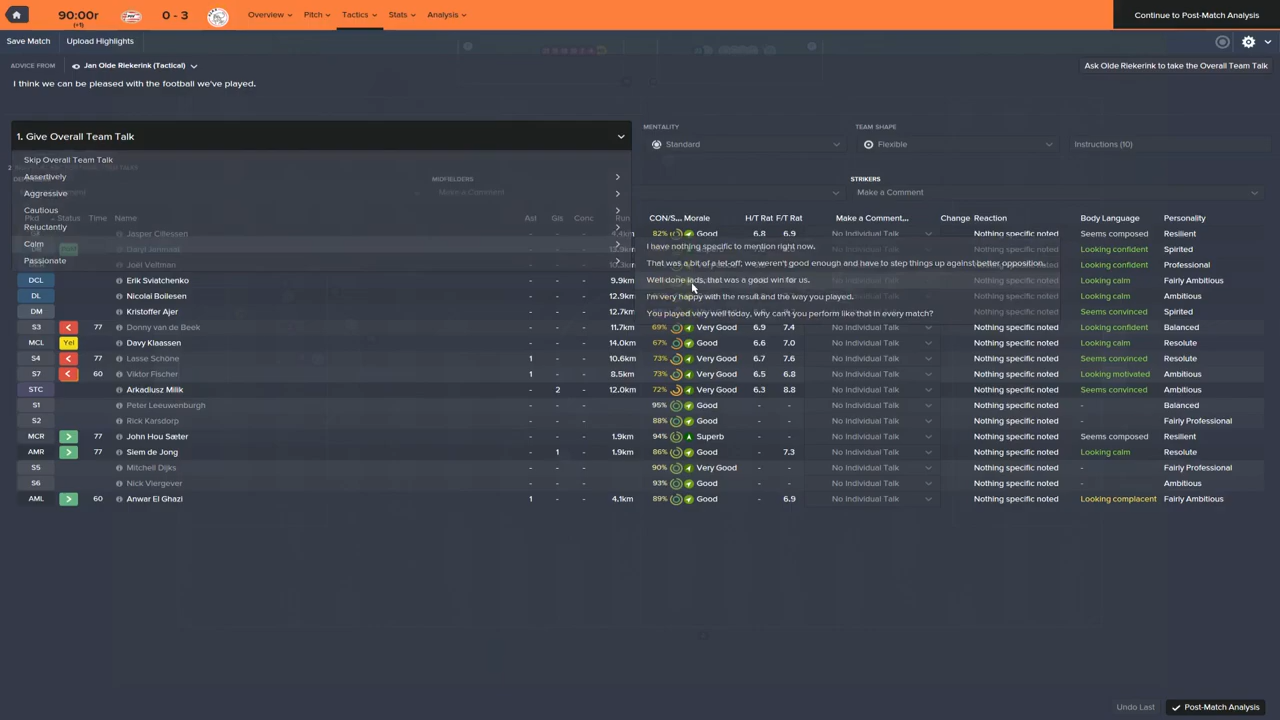 90:00r
(+1)
0 - 3
Overview
Pitch
Tactics
Stats
Analysis
Continue to Post-Match Analysis
Save Match
Upload Highlights
ADVICE FROM
Jan Olde Riekerink (Tactical)
Ask Olde Riekerink to take the Overall Team Talk
I think we can be pleased with the football we've played.
1. Give Overall Team Talk
MENTALITY
TEAM SHAPE
Standard
Flexible
Instructions (10)
Skip Overall Team Talk
Assertively
Aggressive
Cautious
Reluctantly
Calm
Passionate
MIDFIELDERS
Make a Comment
STRIKERS
Make a Comment
I have nothing specific to mention right now.
That was a bit of a let-off; we weren't good enough and have to step things up against better opposition.
Well done lads, that was a good win for us.
I'm very happy with the result and the way you played.
You played very well today, why can't you perform like that in every match?
Pkd Status Time Name Ast Gls Conc Run CON/S... Morale H/T Rat F/T Rat Make a Comment... Change Reaction Body Language Personality
Jasper Cillessen 82% Good 6.8 6.9 No Individual Talk Nothing specific noted Seems composed Resilient
Looking confident Spirited
Joël Veltman Looking confident Professional
DCL Erik Sviatchenko - - - 9.9km Looking calm Fairly Ambitious
DL Nicolai Boilesen - - - 12.9km Looking calm Ambitious
DM Kristoffer Ajer - - - 12.7km Seems convinced Spirited
S3 77 Donny van de Beek - - - 11.7km 69% Very Good 6.9 7.4 No Individual Talk Nothing specific noted Looking confident Balanced
MCL Yel Davy Klaassen - - - 14.0km 67% Good 6.6 7.0 No Individual Talk Nothing specific noted Looking calm Resolute
S4 77 Lasse Schöne 1 - - 10.6km 73% Very Good 6.7 7.6 No Individual Talk Nothing specific noted Seems convinced Resolute
S7 60 Viktor Fischer 1 - - 8.5km 73% Very Good 6.5 6.8 No Individual Talk Nothing specific noted Looking motivated Ambitious
STC Arkadiusz Milik - 2 - 12.0km 72% Very Good 6.3 8.8 No Individual Talk Nothing specific noted Seems convinced Ambitious
S1 Peter Leeuwenburgh - - - 95% Good - - No Individual Talk Nothing specific noted - Balanced
S2 Rick Karsdorp - - - 88% Good - - No Individual Talk Nothing specific noted - Fairly Professional
MCR 77 John Hou Sæter - - - 1.9km 94% Superb - - No Individual Talk Nothing specific noted Seems composed Resilient
AMR 77 Siem de Jong - 1 - 1.9km 86% Good - 7.3 No Individual Talk Nothing specific noted Looking calm Resolute
S5 Mitchell Dijks - - - 90% Very Good - - No Individual Talk Nothing specific noted - Fairly Professional
S6 Nick Viergever - - - 93% Good - - No Individual Talk Nothing specific noted - Ambitious
AML 60 Anwar El Ghazi 1 - - 4.1km 89% Good - 6.9 No Individual Talk Nothing specific noted Looking complacent Fairly Ambitious
Undo Last
Post-Match Analysis